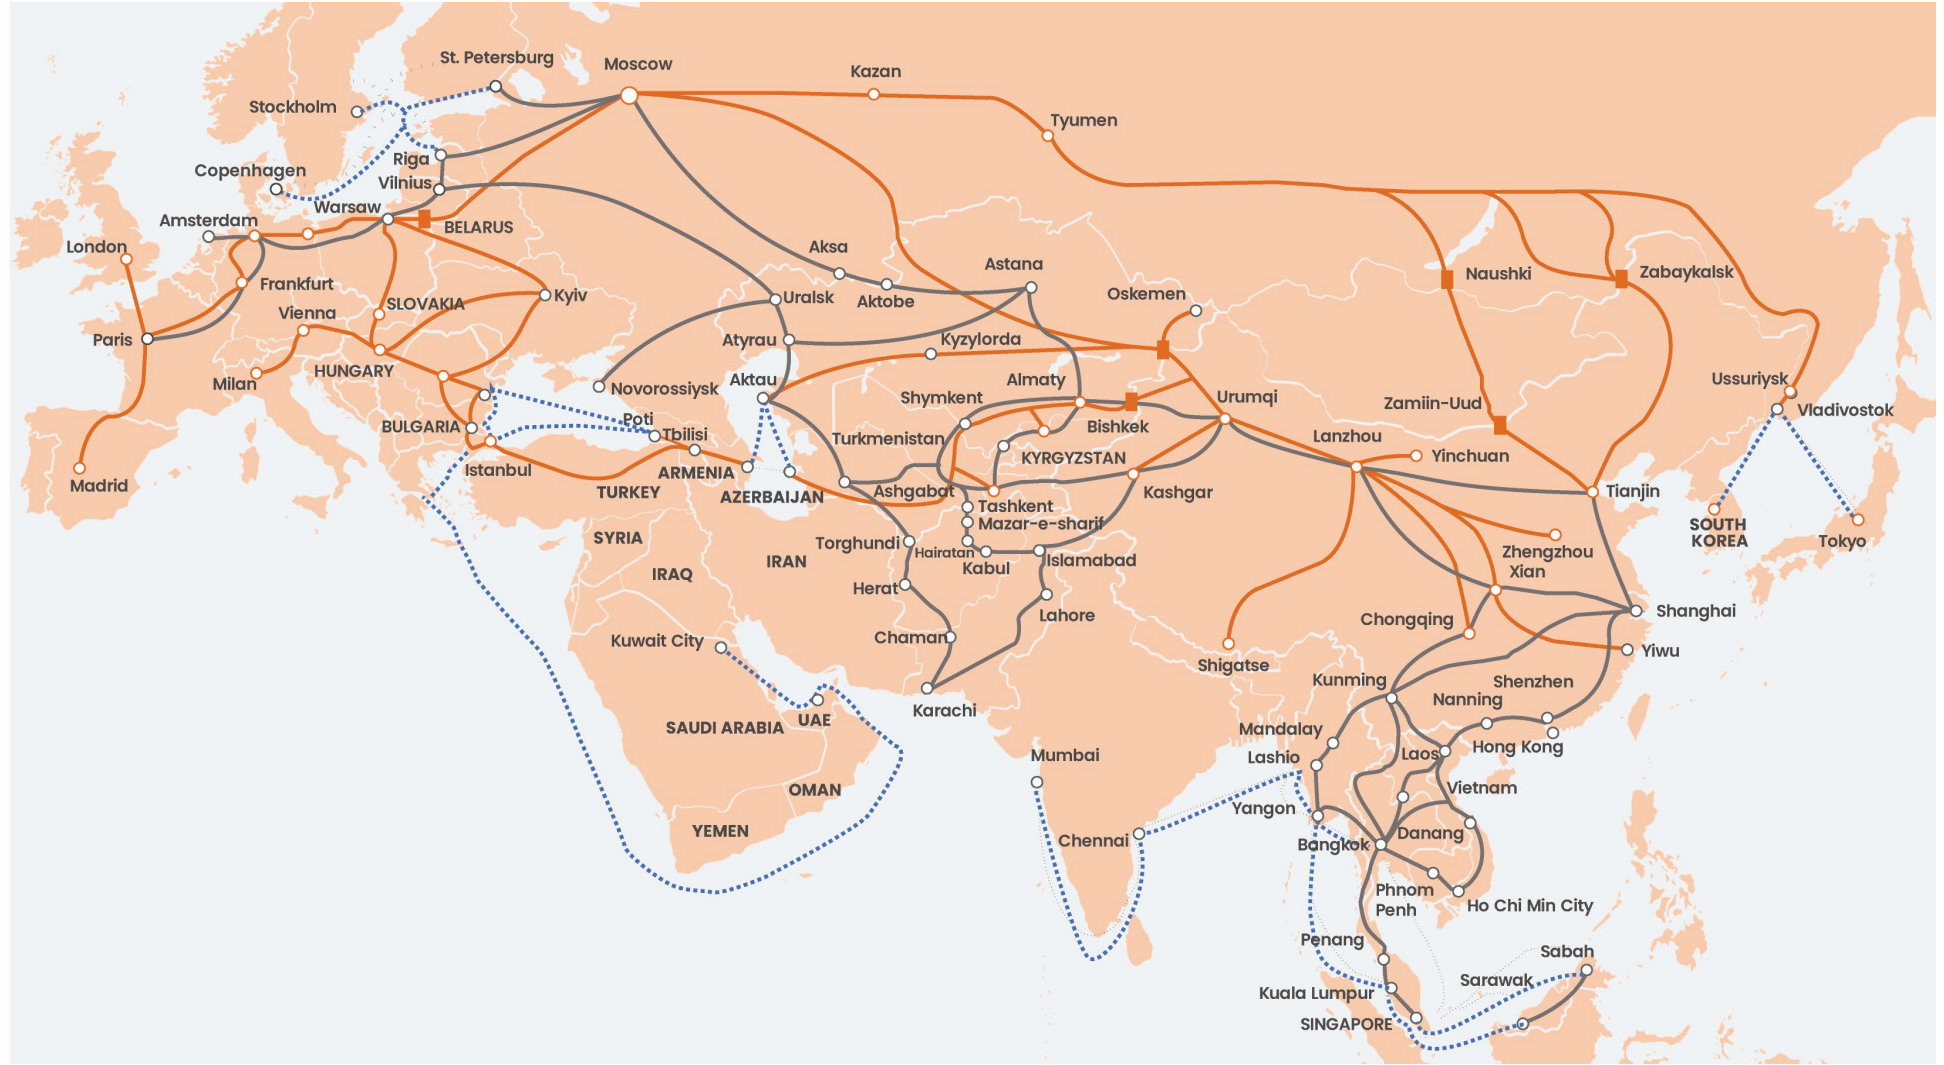 St. Petersburg
Moscow
Kazan
Stockholm
Tyumen
Copenhagen
Riga
Vilnius
Warsaw
Amsterdam
BELARUS
London
Aksa
Astana
Naushki
Zabaykalsk
Frankfurt
Kyiv
SLOVAKIA
Uralsk
Aktobe
Oskemen
Vienna
Paris
Atyrau
Kyzylorda
HUNGARY
Milan
Novorossiysk
Aktau
Almaty
Ussuriysk
Shymkent
Urumqi
Zamiin-Uud
Vladivostok
Poti
BULGARIA
Tbilisi
Turkmenistan
Bishkek
Lanzhou
KYRGYZSTAN
Yinchuan
Istanbul
ARMENIA
Madrid
TURKEY
AZERBAIJAN
Ashgabat
Kashgar
Tianjin
Tashkent
Mazar-e-sharif
SOUTH
KOREA
Tokyo
SYRIA
Torghundi
Hairatan
Zhengzhou
IRAN
Kabul
Islamabad
Xian
IRAQ
Herat
Lahore
Shanghai
Chongqing
Kuwait City
Chaman
Yiwu
Shigatse
Kunming
Shenzhen
Nanning
Karachi
UAE
SAUDI ARABIA
Mandalay
Hong Kong
Mumbai
Lashio
Laos
OMAN
Vietnam
Yangon
YEMEN
Chennai
Danang
Bangkok
Phnom
Penh
Ho Chi Min City
Penang
Sabah
Sarawak
Kuala Lumpur
SINGAPORE